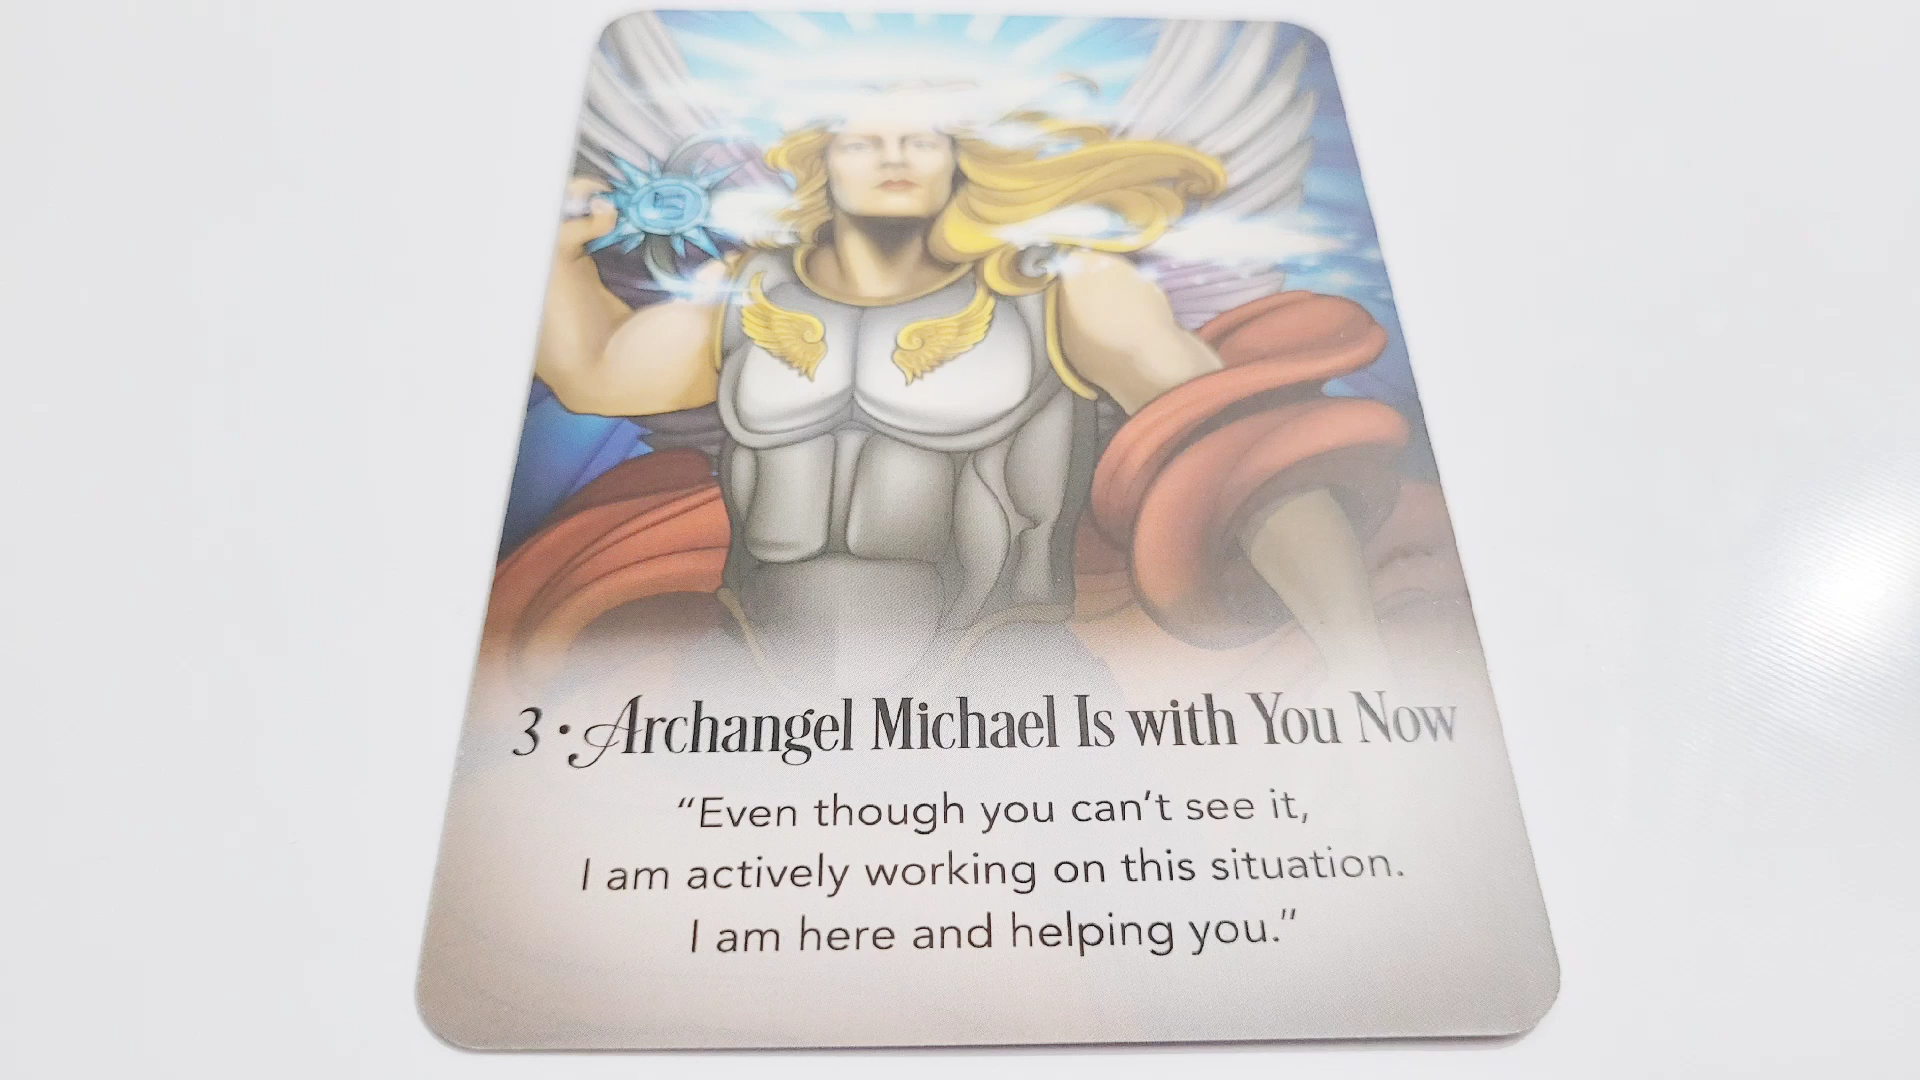 3 · Archangel Michael Is with You Now
“Even though you can’t see it,
I am actively working on this situation.
I am here and helping you.”